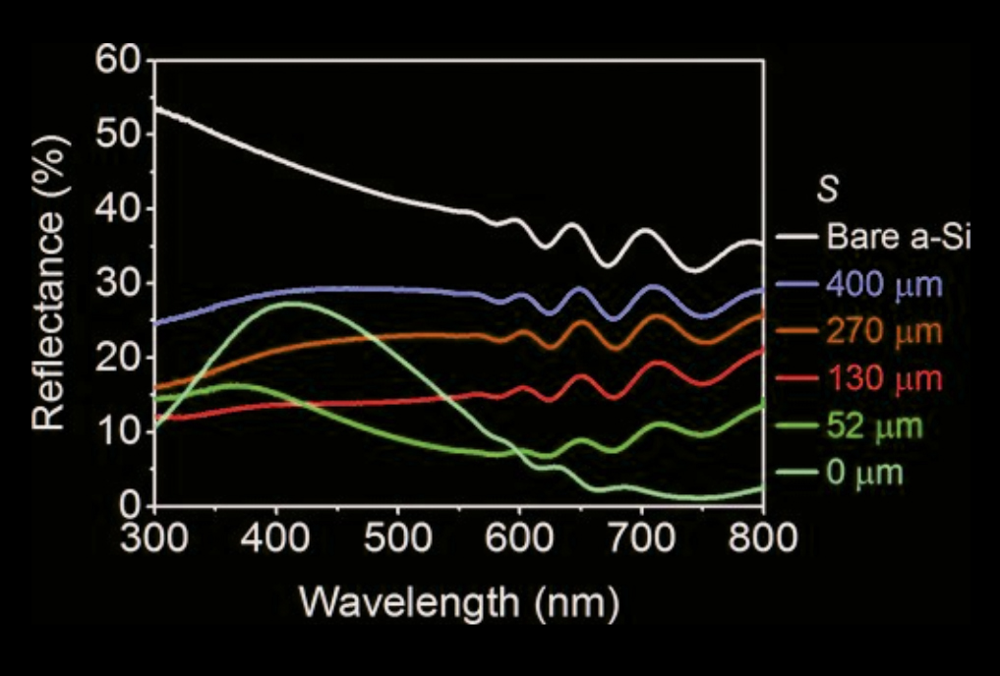 60
50
40
30
20
10
0
Reflectance (%)
300 400 500 600 700 800
Wavelength (nm)
S
Bare a-Si
400 μm
270 μm
130 μm
52 μm
0 μm